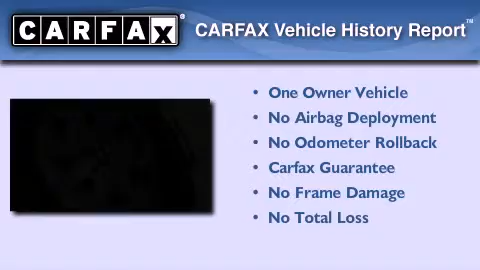 CARFAX® CARFAX Vehicle History Report™
• One Owner Vehicle
• No Airbag Deployment
• No Odometer Rollback
• Carfax Guarantee
• No Frame Damage
• No Total Loss